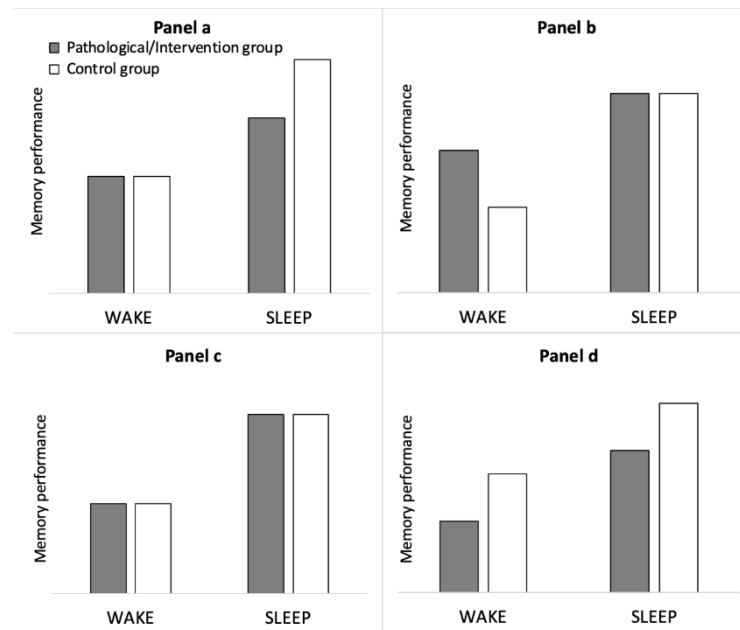 Panel a
Pathological/Intervention group
Control group
Memory performance
WAKE SLEEP
Panel b
Memory performance
WAKE SLEEP
Panel c
Memory performance
WAKE SLEEP
Panel d
Memory performance
WAKE SLEEP